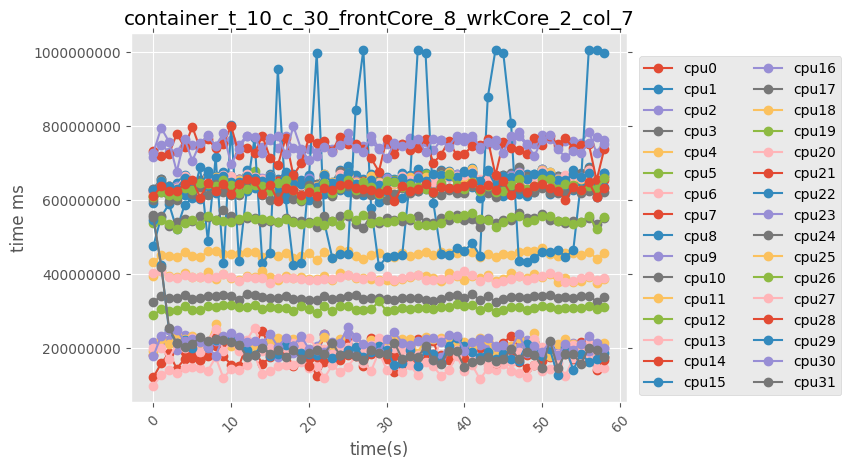 container_t_10_c_30_frontCore_8_wrkCore_2_col_7
time ms
1000000000
800000000
600000000
400000000
200000000
0
10
20
30
40
50
60
time(s)
cpu0
cpu1
cpu2
cpu3
cpu4
cpu5
cpu6
cpu7
cpu8
cpu9
cpu10
cpu11
cpu12
cpu13
cpu14
cpu15
cpu16
cpu17
cpu18
cpu19
cpu20
cpu21
cpu22
cpu23
cpu24
cpu25
cpu26
cpu27
cpu28
cpu29
cpu30
cpu31